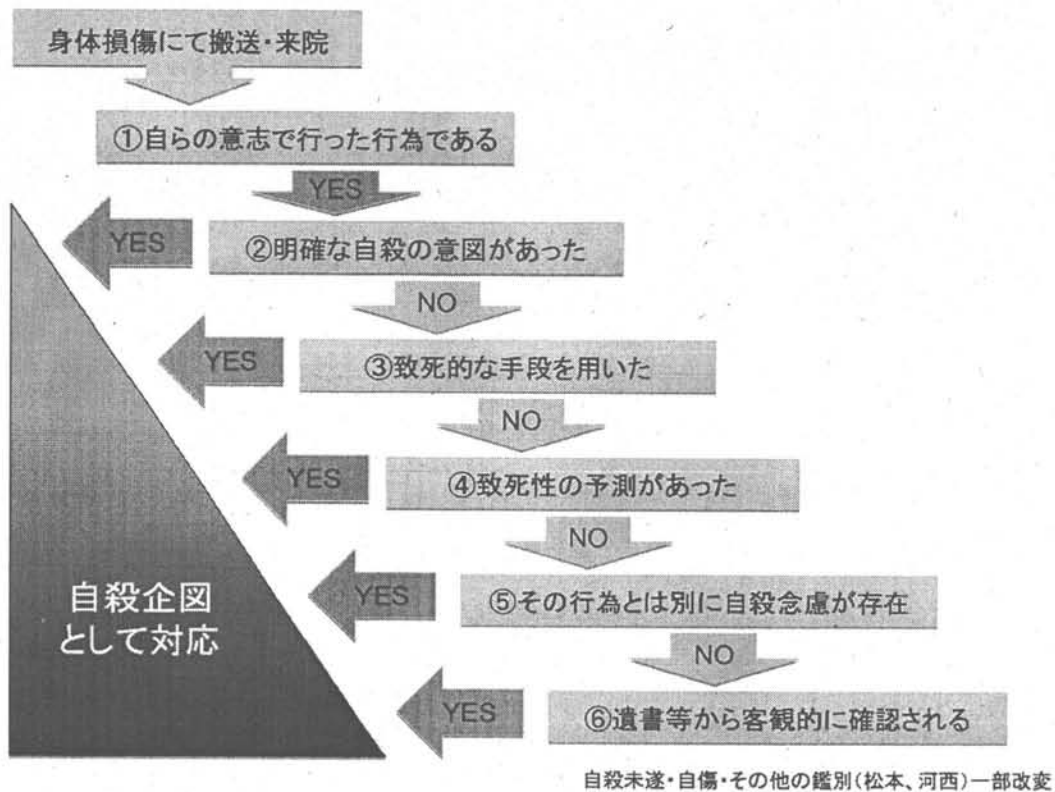 身体損傷にて搬送・来院
①自らの意志で行った行為である
YES
YES
②明確な自殺の意図があった
NO
YES
③致死的な手段を用いた
NO
YES
④致死性の予測があった
NO
自殺企図
として対応
YES
⑤その行為とは別に自殺念慮が存在
NO
YES
⑥遺書等から客観的に確認される
自殺未遂・自傷・その他の鑑別(松本、河西)一部改変